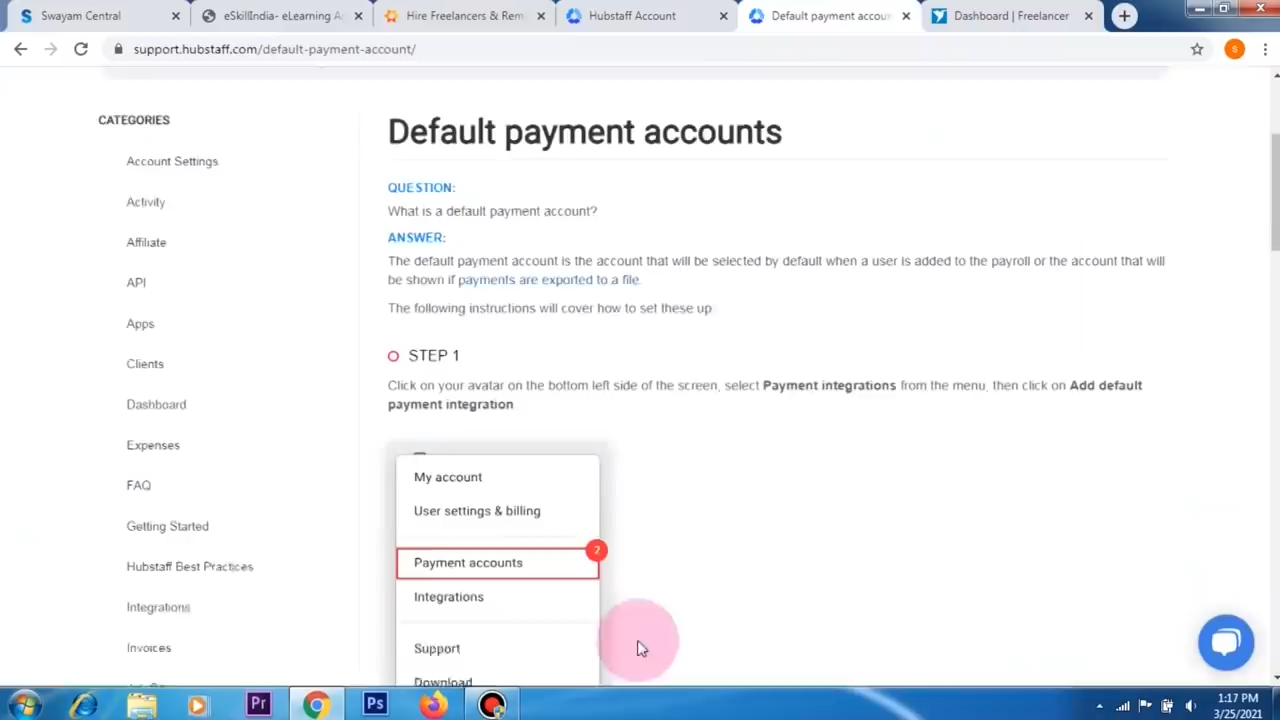 Swayam Central
eSkillIndia- eLearning A
Hire Freelancers & Rem
Hubstaff Account
Default payment accou
Dashboard | Freelancer
support.hubstaff.com/default-payment-account/
S
CATEGORIES
Account Settings
Activity
Affiliate
API
Apps
Clients
Dashboard
Expenses
FAQ
Getting Started
Hubstaff Best Practices
Integrations
Invoices
Default payment accounts
QUESTION:
What is a default payment account?
ANSWER:
The default payment account is the account that will be selected by default when a user is added to the payroll or the account that will
be shown if payments are exported to a file.
The following instructions will cover how to set these up
STEP 1
Click on your avatar on the bottom left side of the screen, select Payment integrations from the menu, then click on Add default
payment integration
My account
User settings & billing
2
Payment accounts
Integrations
Support
Download
Pr
Ps
1:17 PM
3/25/2021